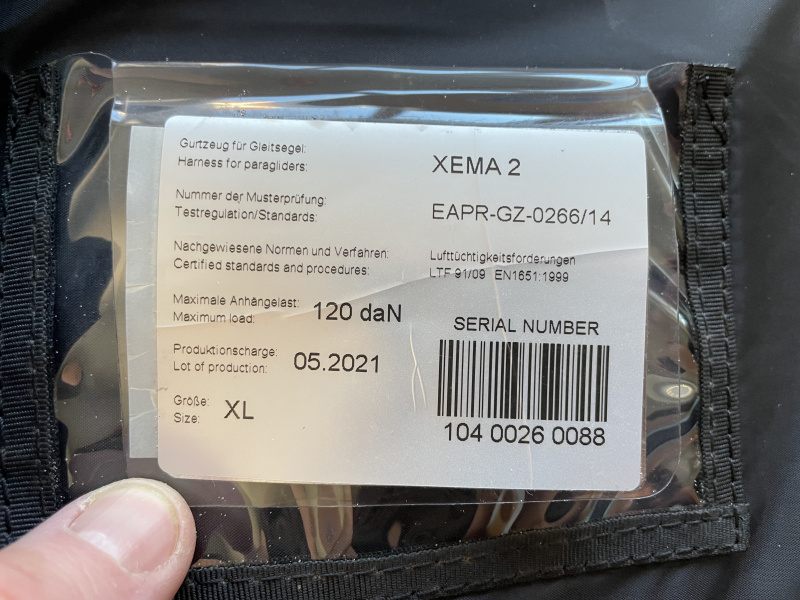 Gurtzeug für Gleitsegel:
Harness for paragliders:
XEMA 2
Nummer der Musterprüfung:
Testregulation/Standards:
EAPR-GZ-0266/14
Nachgewiesene Normen und Verfahren:
Certified standards and procedures:
Lufttüchtigkeitsforderungen
LTF 91/09 EN1651:1999
Maximale Anhängelast:
Maximum load:
120 daN
Produktionscharge:
Lot of production:
05.2021
Größe:
Size:
XL
SERIAL NUMBER
104 0026 0088